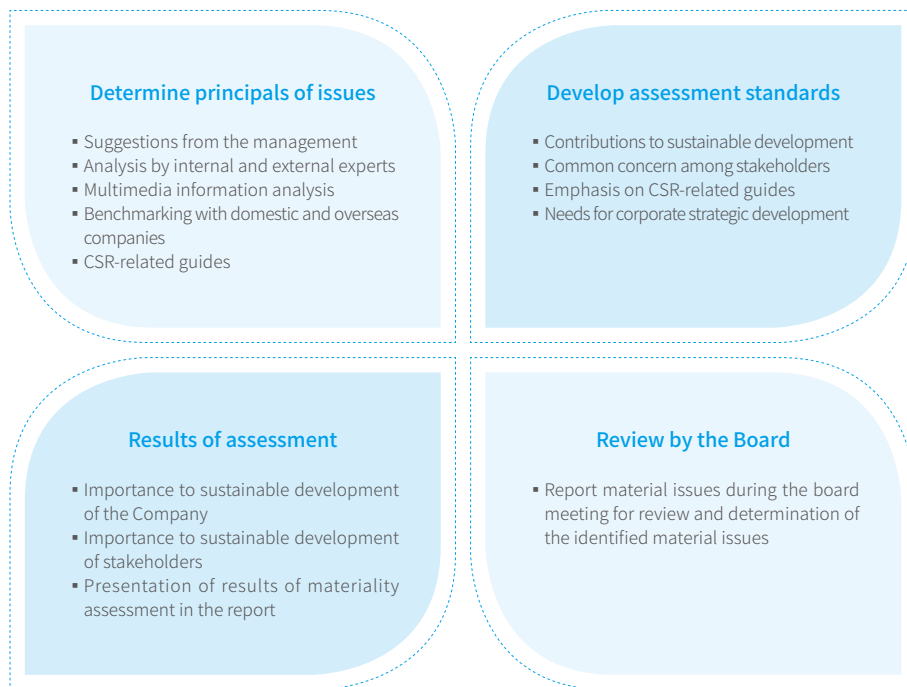 Determine principals of issues
▪ Suggestions from the management
▪ Analysis by internal and external experts
▪ Multimedia information analysis
▪ Benchmarking with domestic and overseas
companies
▪ CSR-related guides
Develop assessment standards
▪ Contributions to sustainable development
▪ Common concern among stakeholders
▪ Emphasis on CSR-related guides
▪ Needs for corporate strategic development
Results of assessment
▪ Importance to sustainable development
of the Company
▪ Importance to sustainable development
of stakeholders
▪ Presentation of results of materiality
assessment in the report
Review by the Board
▪ Report material issues during the board
meeting for review and determination of
the identified material issues